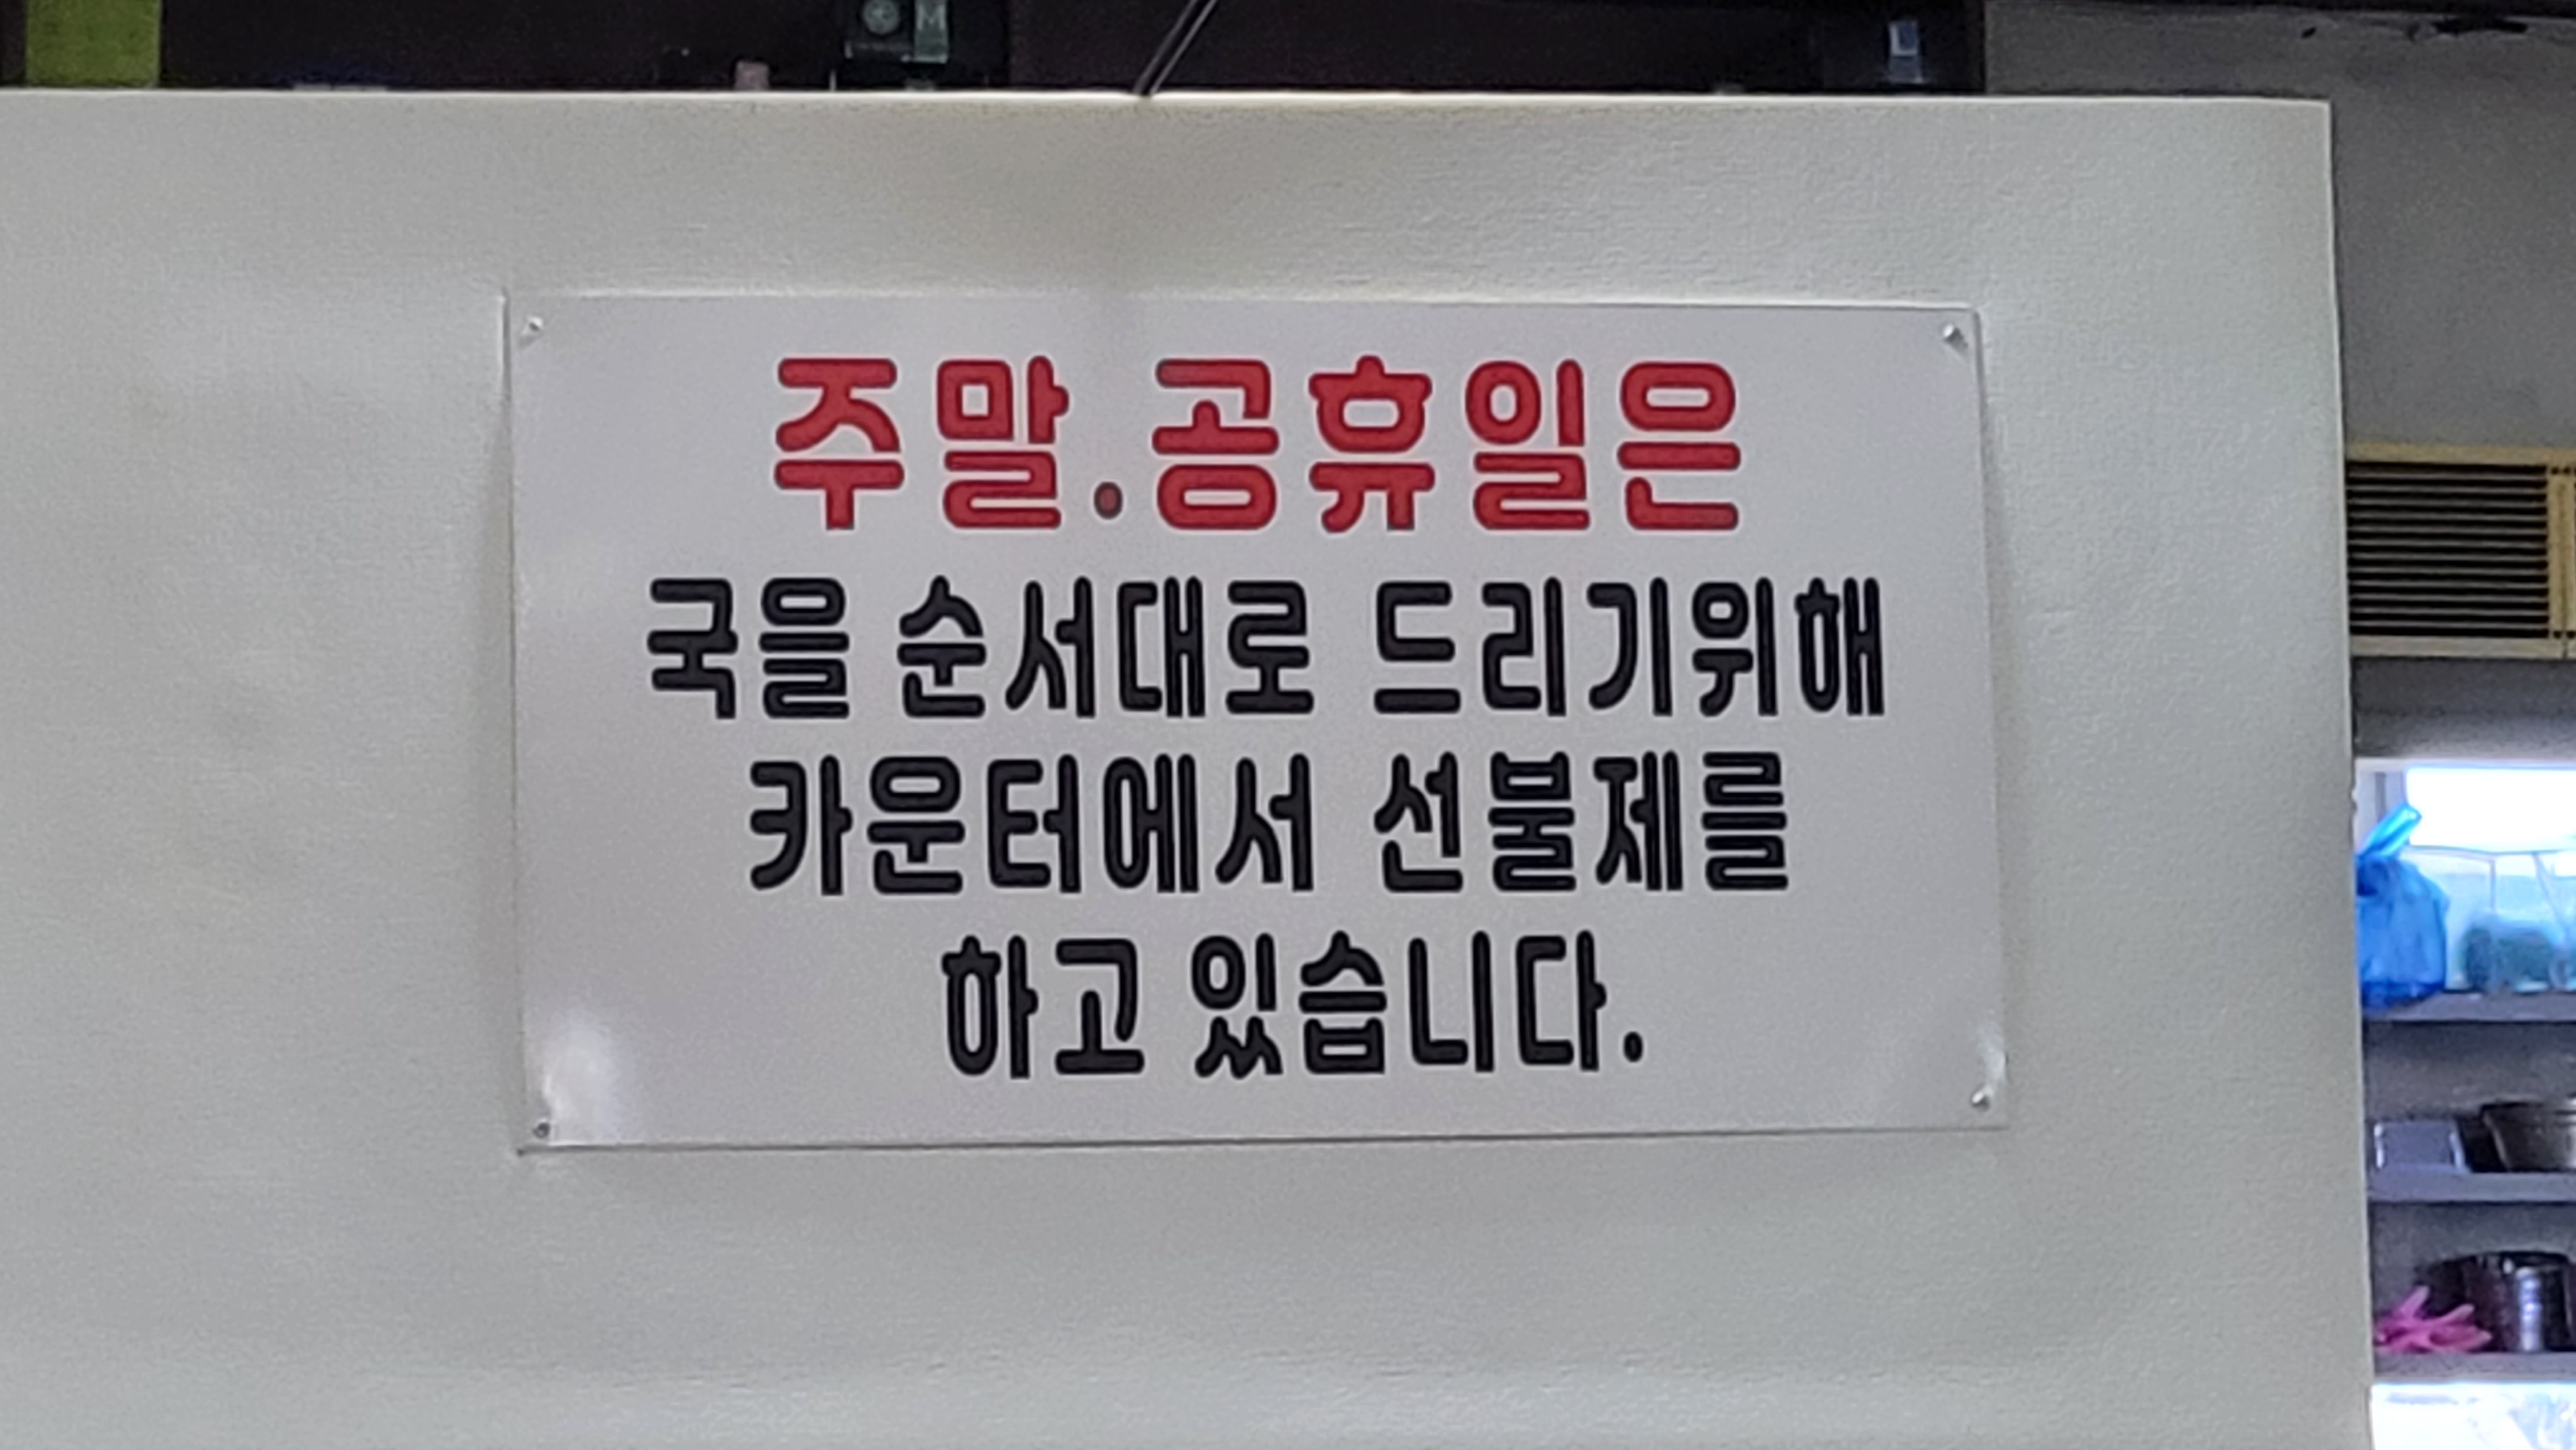 주말.공휴일은
국을 순서대로 드리기위해
카운터에서 선불제를
하고 있습니다.